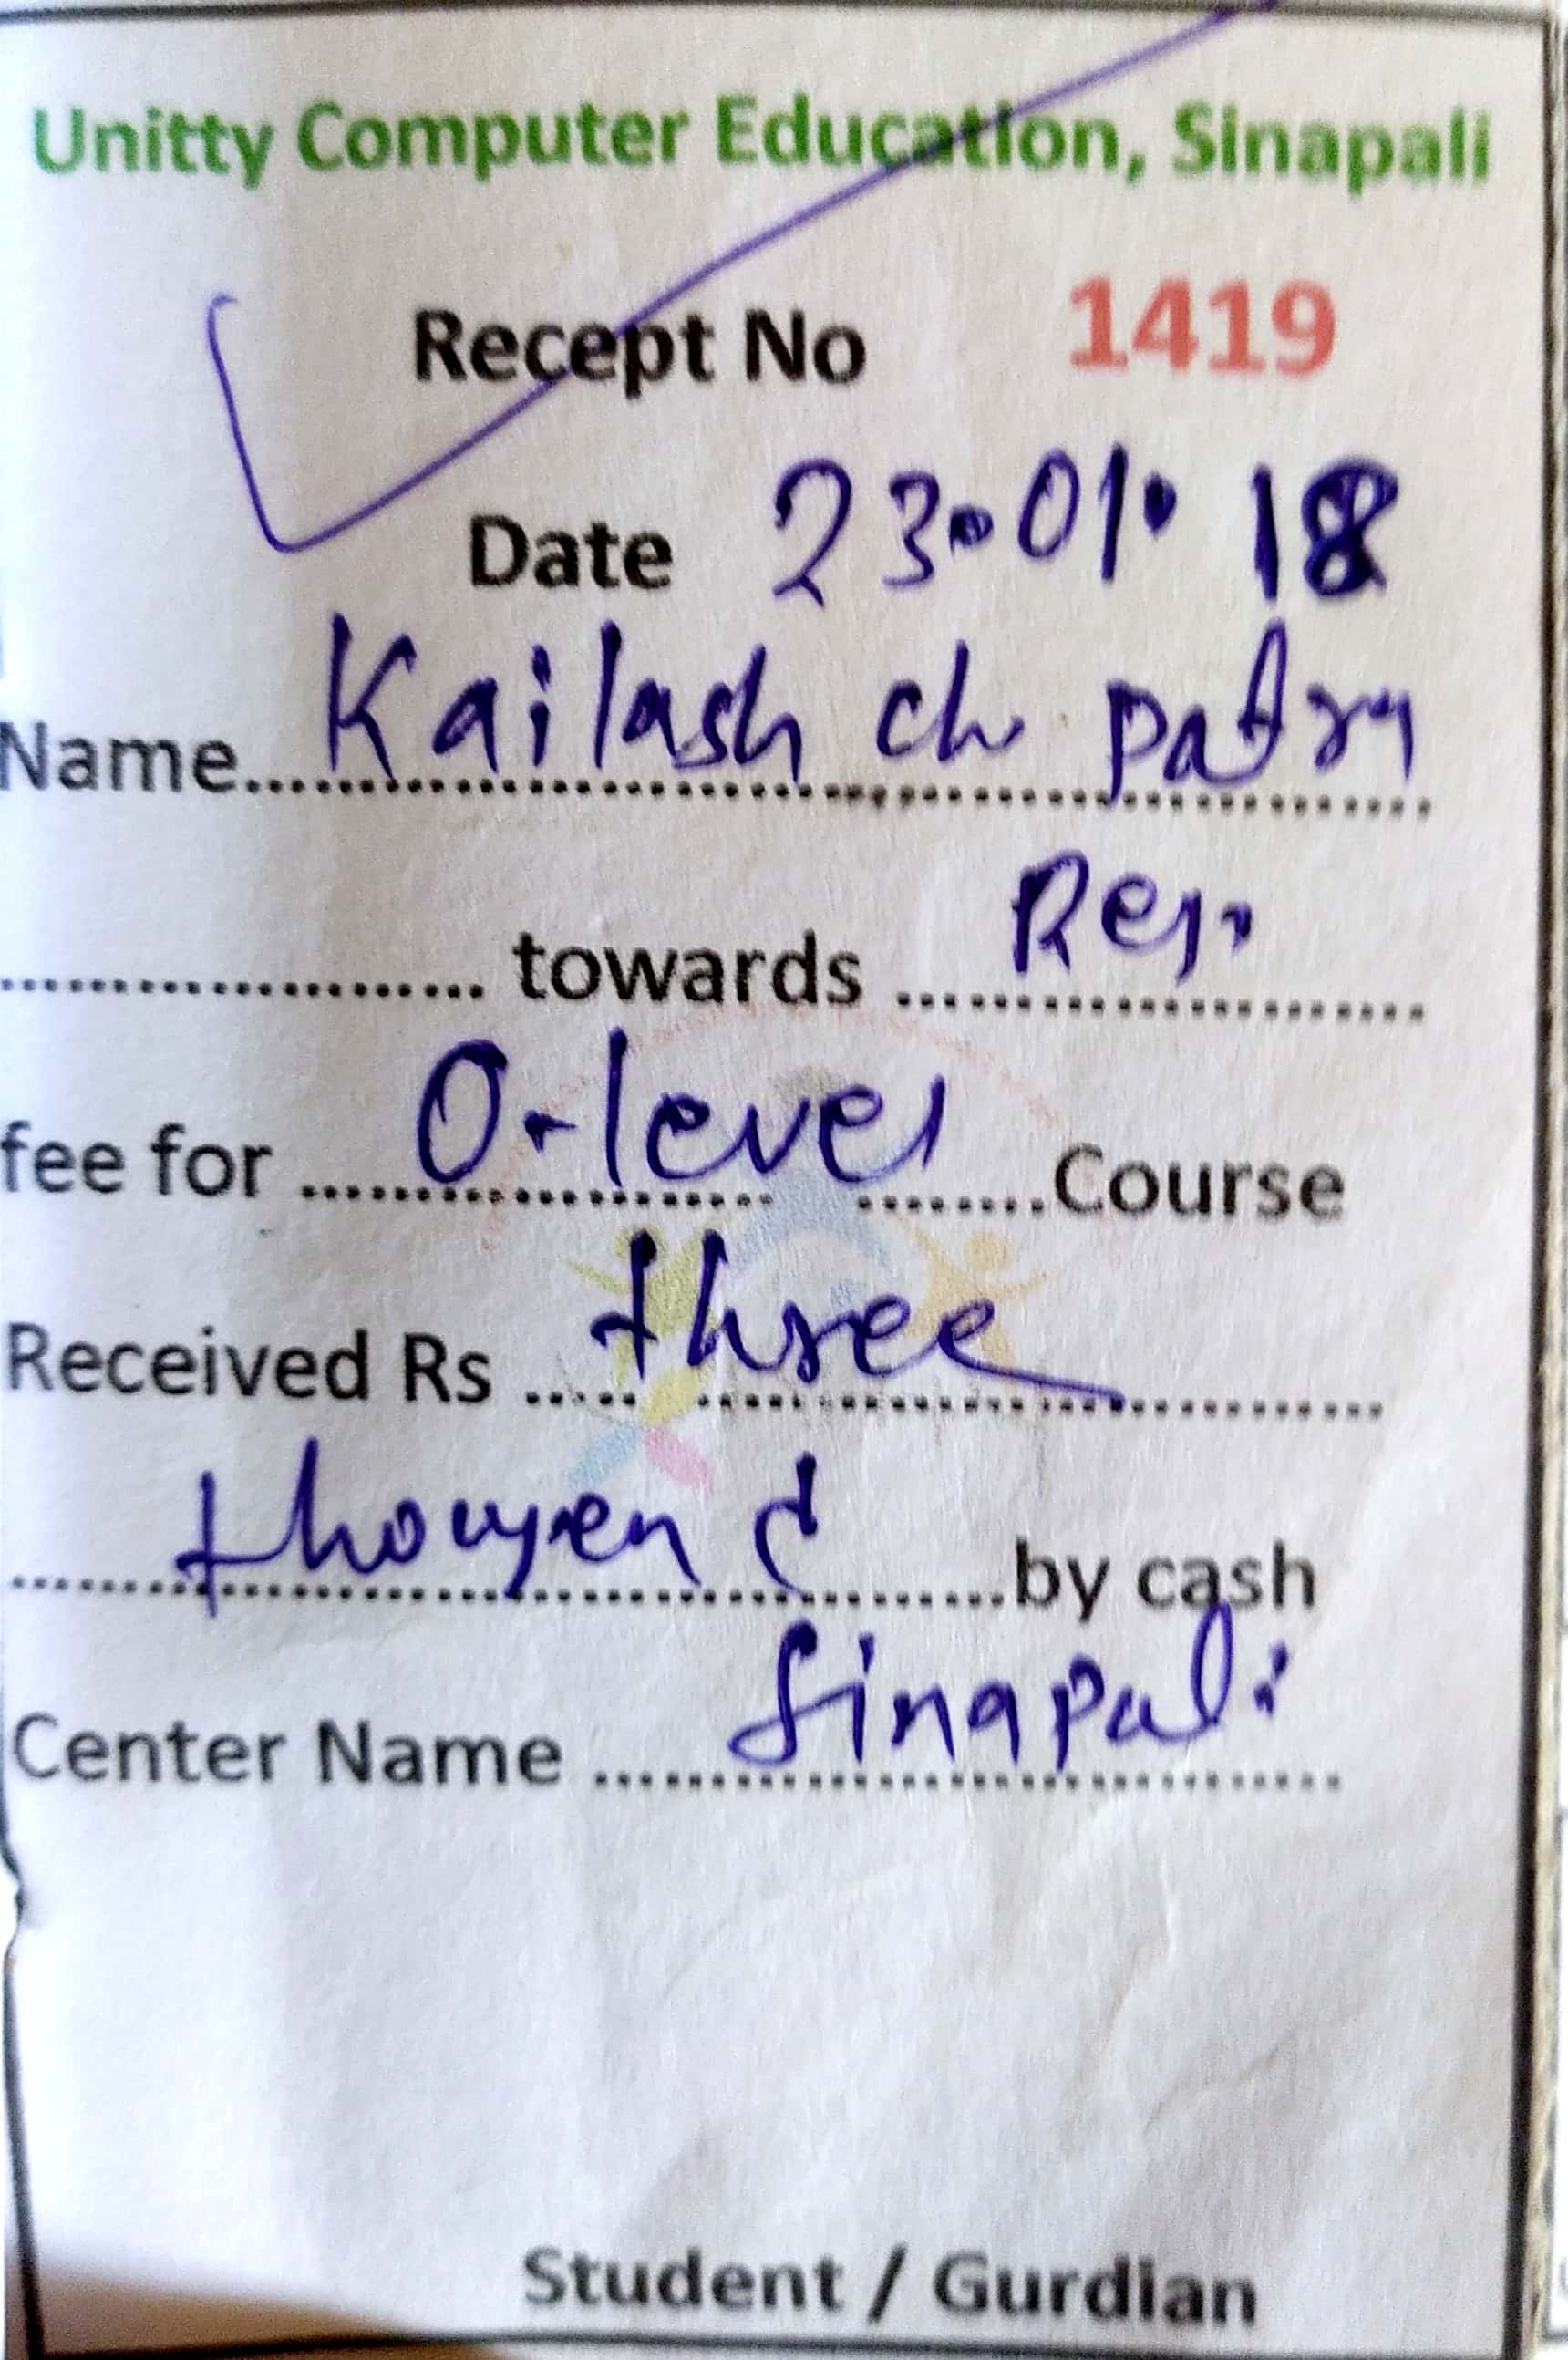 Unitty Computer Education, Sinapali
Recept No 1419
Date 23.01.18
Name....Kailash ch patra
.................... towards ....................
fee for ....O-level........Course
Received Rs ....three....
....thousand........by cash
Center Name ....Sinapali
Student / Gurdian